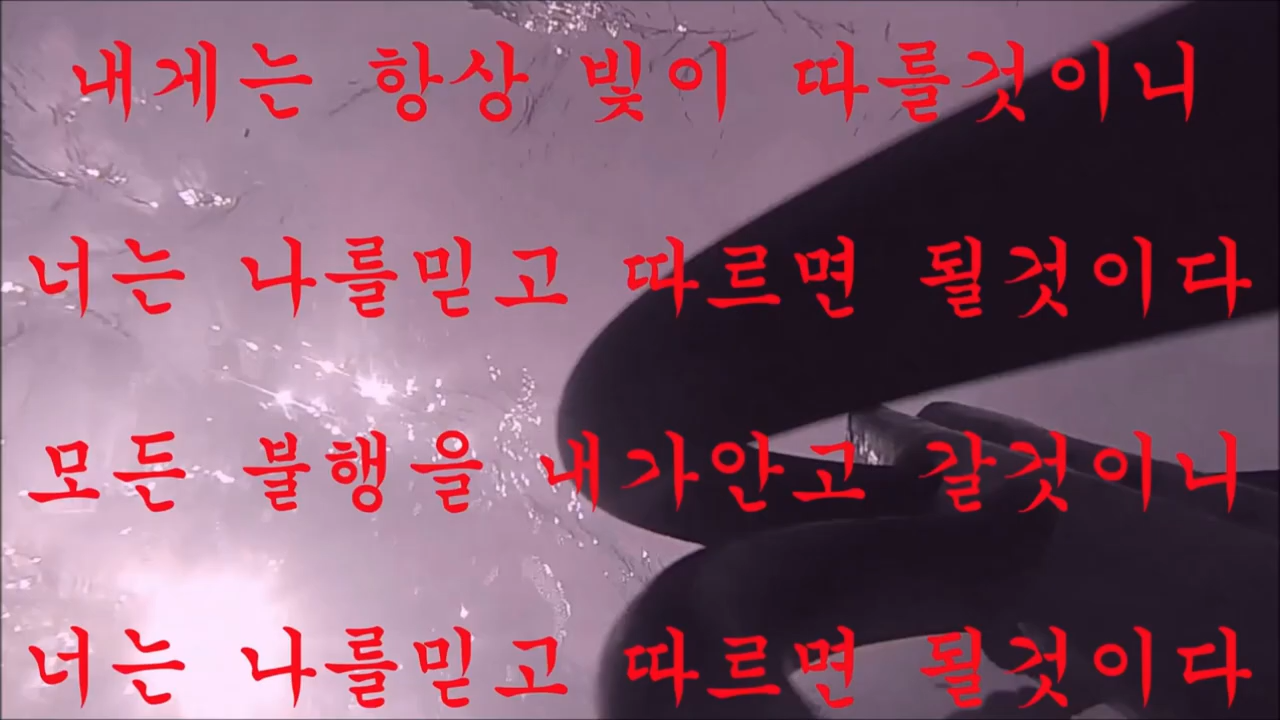 내게는 항상 빛이 따를것이니
너는 나를믿고 따르면 될것이다
모든 불행을 내가안고 갈것이니
너는 나를믿고 따르면 될것이다